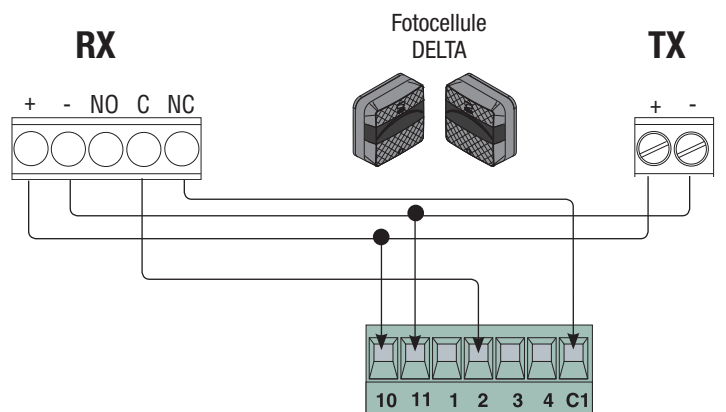 Fotocellule
DELTA
RX
TX
+ - NO C NC
+ -
10 11 1 2 3 4 C1